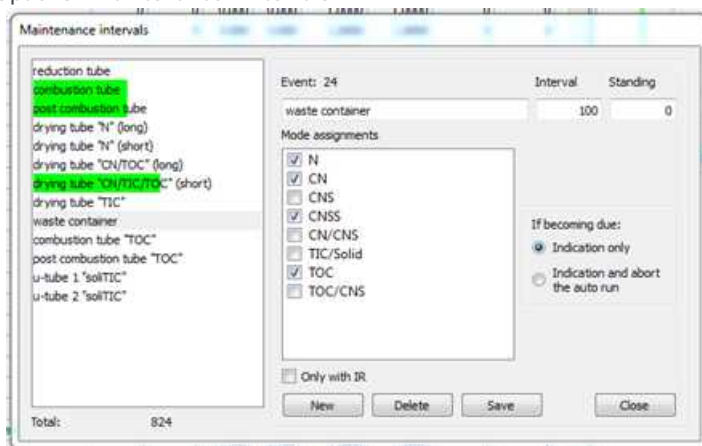 Maintenance intervals
reduction tube
combustion tube
post combustion tube
drying tube "N" (long)
drying tube "N" (short)
drying tube "CN/TOC" (long)
drying tube "CN/TIC/TOC" (short)
drying tube "TIC"
waste container
combustion tube "TOC"
post combustion tube "TOC"
u-tube 1 "soliTIC"
u-tube 2 "soliTIC"
Total: 824
Event: 24 Interval Standing
waste container 100 0
Mode assignments
N
CN
CNS
CNSS
CN/CNS
TIC/Solid
TOC
TOC/CNS
If becoming due:
Indication only
Indication and abort
the auto run
Only with IR
New Delete Save Close